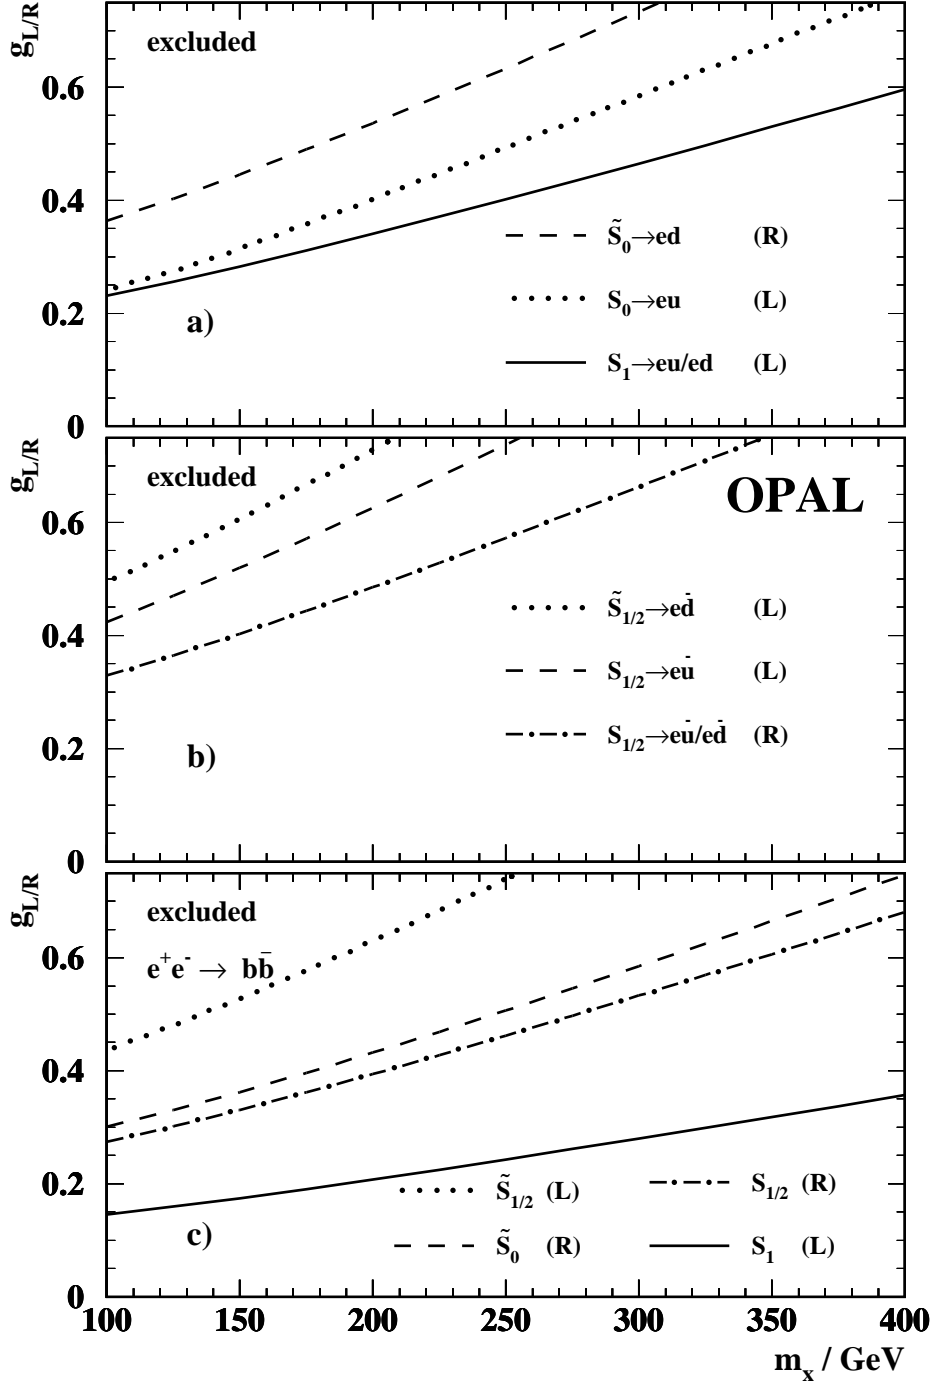 g_L/R
excluded
0.6
0.4
S̃_0→ed (R)
S_0→eu (L)
0.2
a)
S_1→eu/ed (L)
0
g_L/R
excluded
OPAL
0.6
S̃_1/2→ed̄ (L)
0.4
S_1/2→eū (L)
S_1/2→eū/ed̄ (R)
0.2
b)
0
g_L/R
excluded
0.6
e⁺e⁻ → bb̄
0.4
0.2
S̃_1/2 (L)
S_1/2 (R)
c)
S̃_0 (R)
S_1 (L)
0
100 150 200 250 300 350 400
m_x / GeV